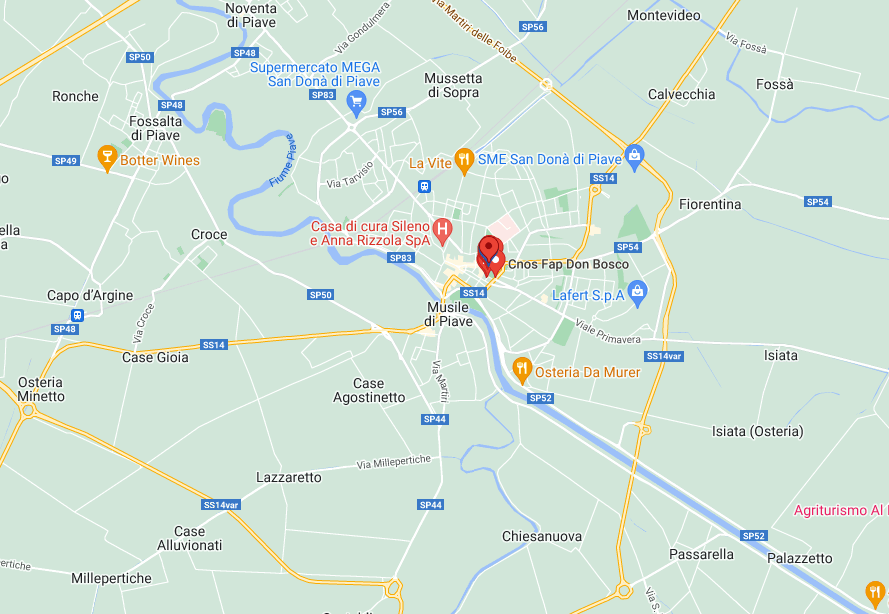 Noventa
di Piave
Via Gondulmera
Via Martiri delle Foibe
SP56
Montevideo
Via Fossà
SP50
SP48
Supermercato MEGA
San Donà di Piave
SP83
SP56
Mussetta
di Sopra
Fossà
Calvecchia
Ronche
SP48
Fossalta
di Piave
SP49
Botter Wines
Fiume Piave
Via Tarvisio
La Vite
SME San Donà di Piave
SS14
SP54
Fiorentina
Croce
Casa di cura Sileno
e Anna Rizzola SpA
H
SP83
SP54
Cnos Fap Don Bosco
Capo d'Argine
SP48
Via Croce
SP50
SS14
Lafert S.p.A
Musile
di Piave
Viale Primavera
SS14
Case Gioia
SS14var
Isiata
Osteria
Minetto
Case
Agostinetto
Via Martiri
Osteria Da Murer
SP52
SP44
Isiata (Osteria)
Via Millepertiche
Lazzaretto
SS14var
SP44
Agriturismo Al
Case
Alluvionati
Chiesanuova
SP52
Passarella
Palazzetto
Millepertiche
Via S.